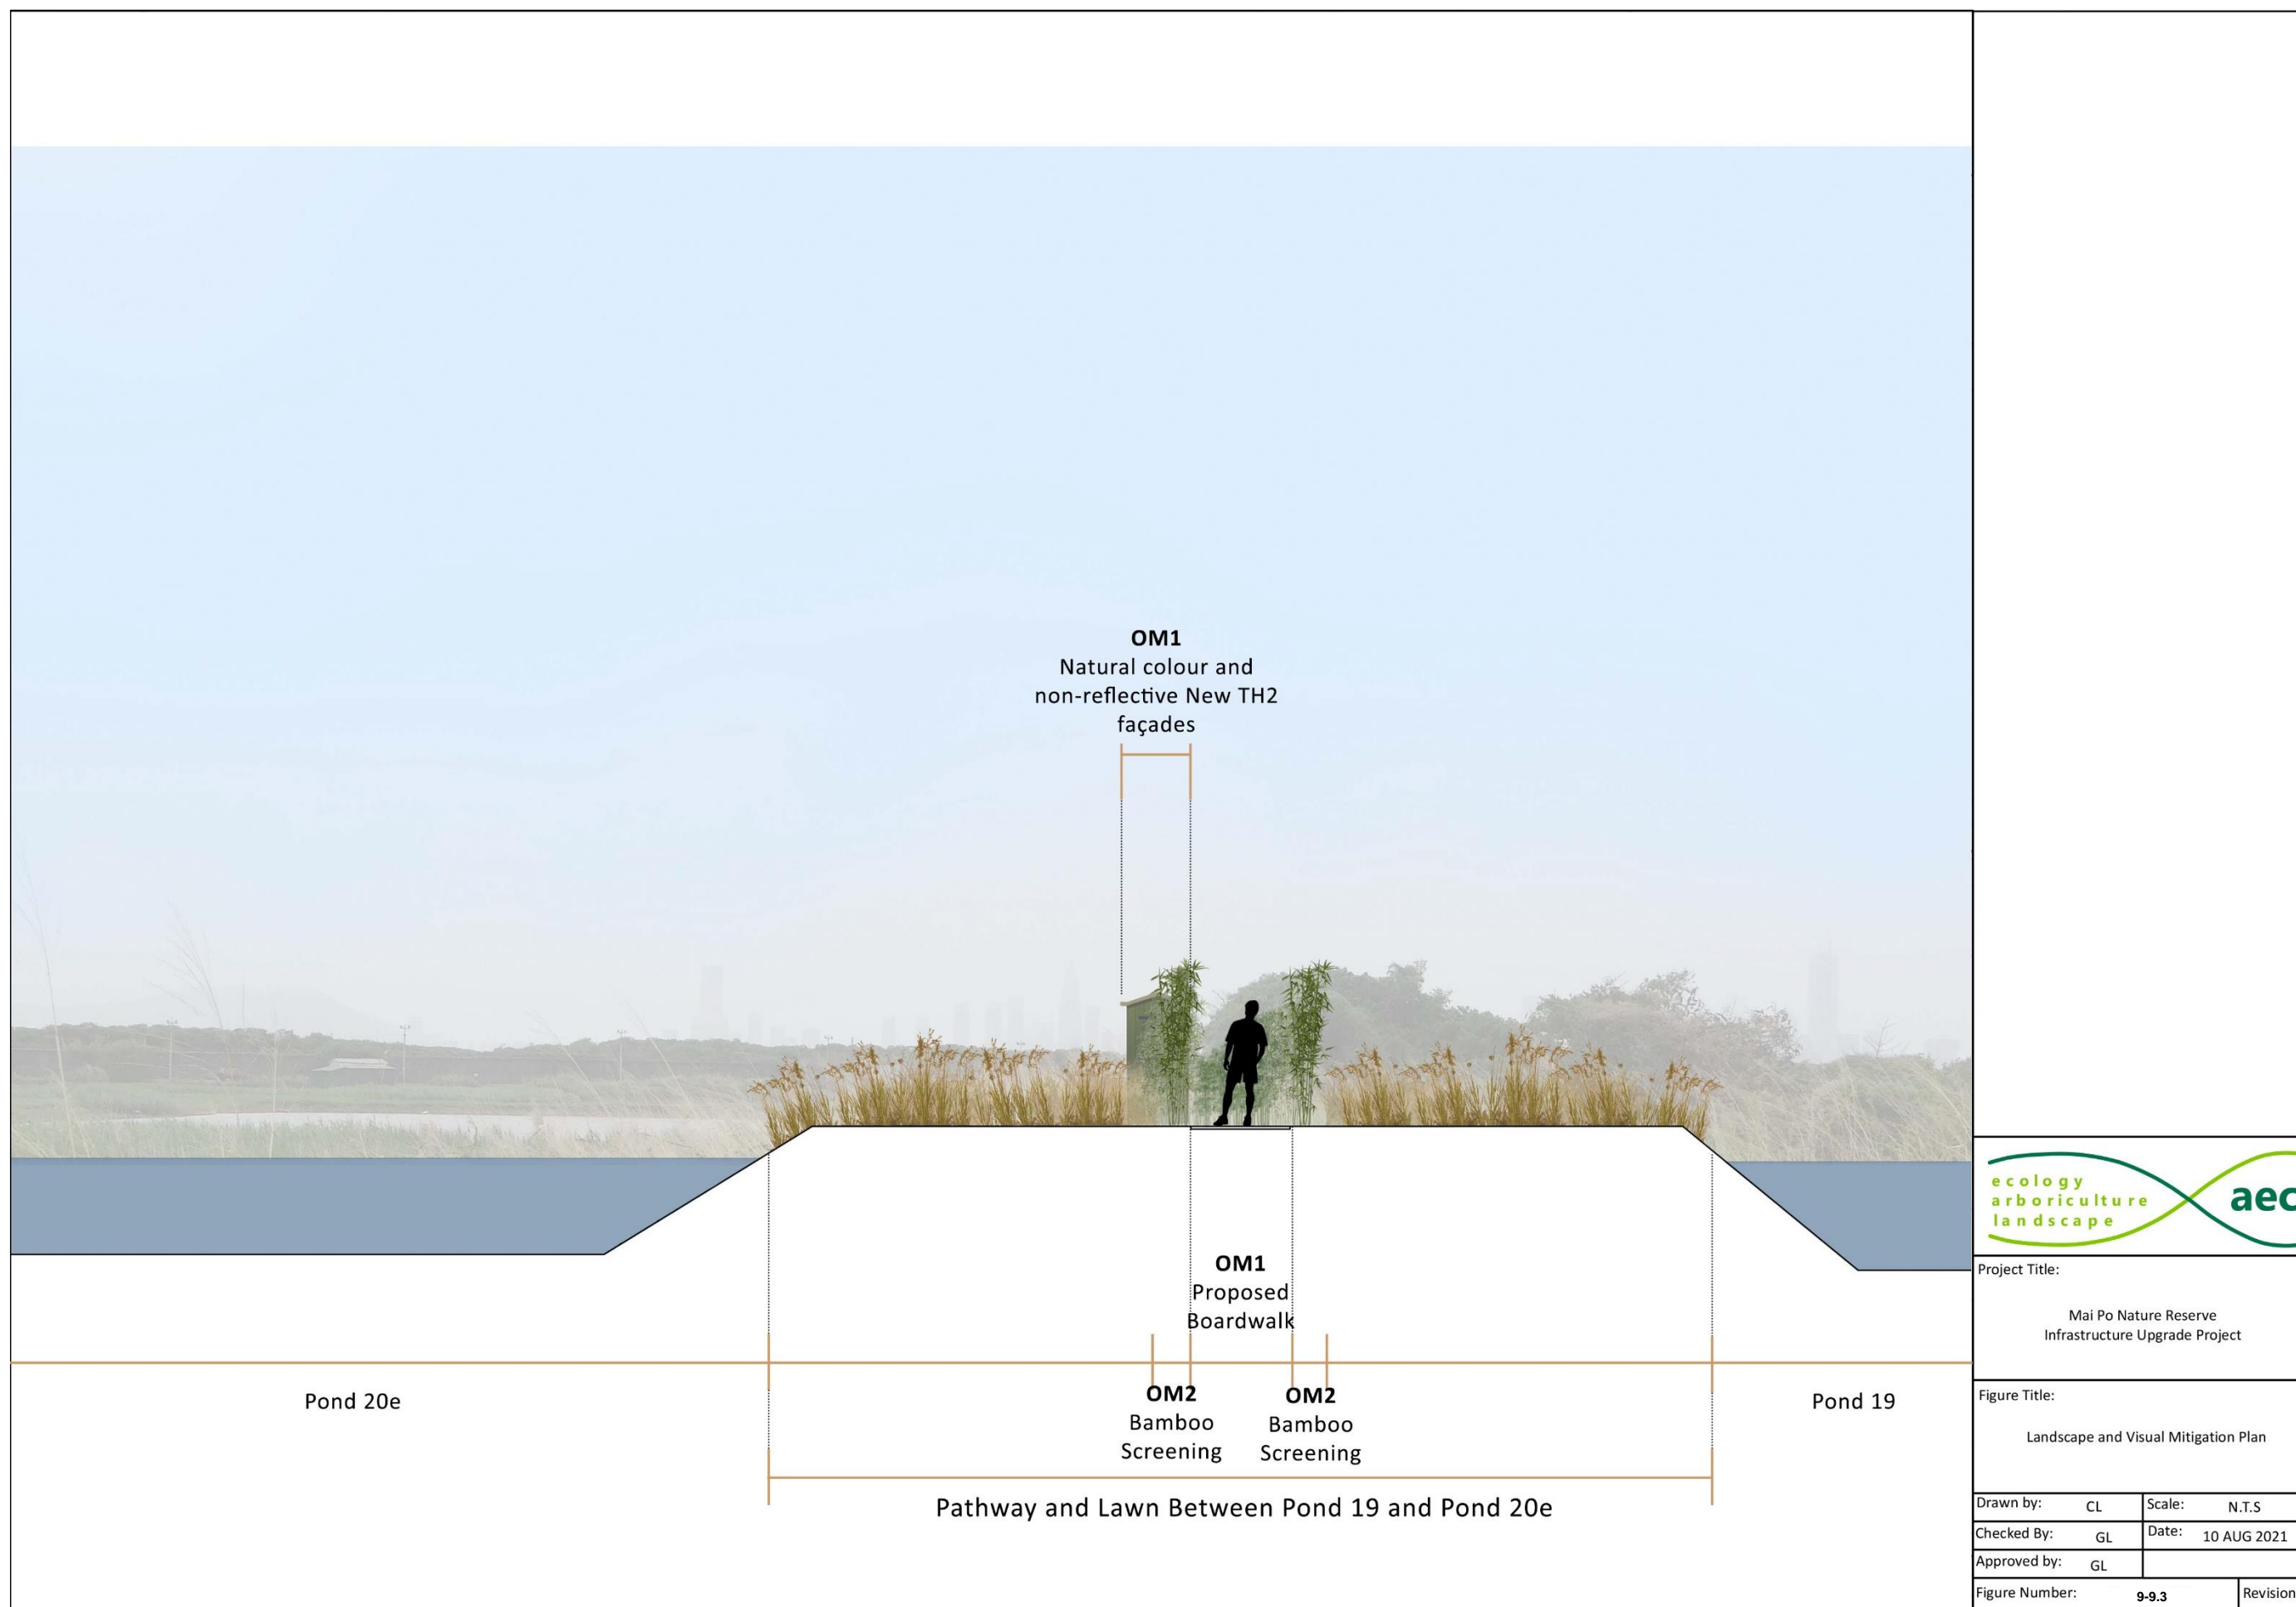 OM1
Natural colour and
non-reflective New TH2
façades
OM1
Proposed
Boardwalk
Pond 20e
OM2
Bamboo
Screening
OM2
Bamboo
Screening
Pond 19
Pathway and Lawn Between Pond 19 and Pond 20e
ecology
arboriculture
landscape
aec
Project Title:
Mai Po Nature Reserve
Infrastructure Upgrade Project
Figure Title:
Landscape and Visual Mitigation Plan
Drawn by: CL Scale: N.T.S
Checked By: GL Date: 10 AUG 2021
Approved by: GL
Figure Number: 9-9.3 Revision